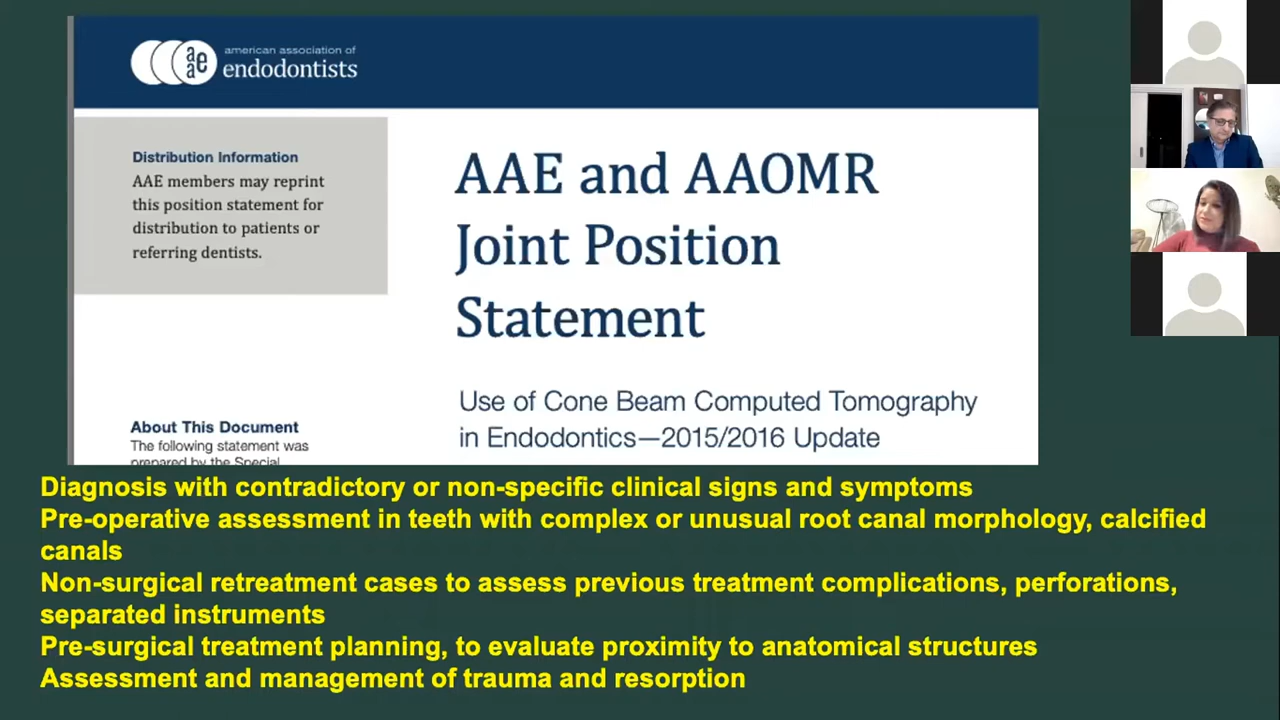 american association of
endodontists
aae
Distribution Information
AAE members may reprint
this position statement for
distribution to patients or
referring dentists.
AAE and AAOMR
Joint Position
Statement
Use of Cone Beam Computed Tomography
in Endodontics—2015/2016 Update
About This Document
The following statement was
prepared by the Special
Diagnosis with contradictory or non-specific clinical signs and symptoms
Pre-operative assessment in teeth with complex or unusual root canal morphology, calcified
canals
Non-surgical retreatment cases to assess previous treatment complications, perforations,
separated instruments
Pre-surgical treatment planning, to evaluate proximity to anatomical structures
Assessment and management of trauma and resorption